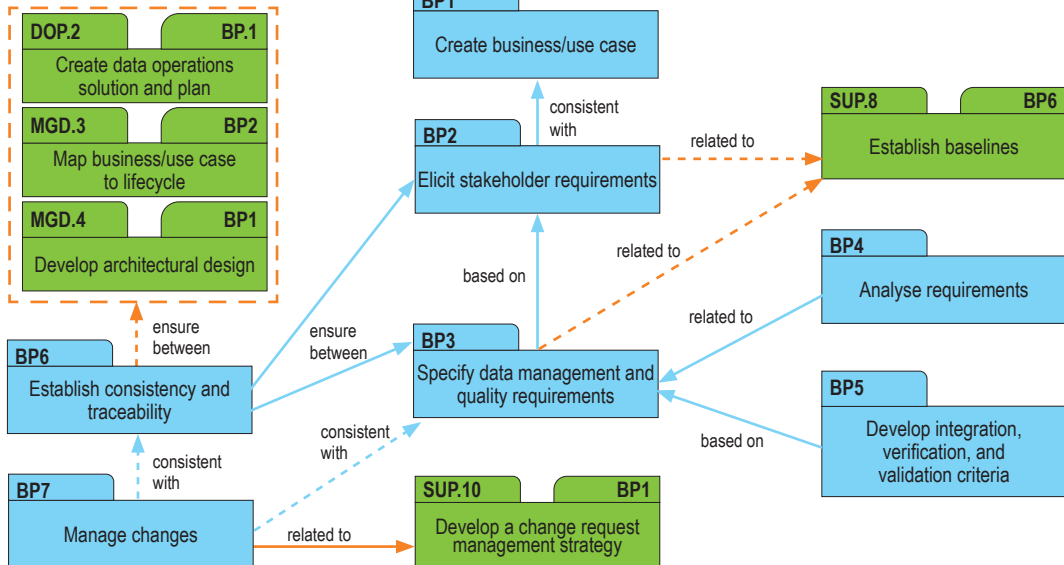 BP1
Create business/use case
DOP.2 BP.1
Create data operations
solution and plan
MGD.3 BP2
Map business/use case
to lifecycle
MGD.4 BP1
Develop architectural design
consistent
with
BP2
Elicit stakeholder requirements
related to
SUP.8 BP6
Establish baselines
related to
based on
BP4
Analyse requirements
related to
ensure
between
ensure
between
BP6
Establish consistency and
traceability
BP3
Specify data management and
quality requirements
BP5
Develop integration,
verification, and
validation criteria
based on
consistent
with
consistent
with
BP7
Manage changes
related to
SUP.10 BP1
Develop a change request
management strategy